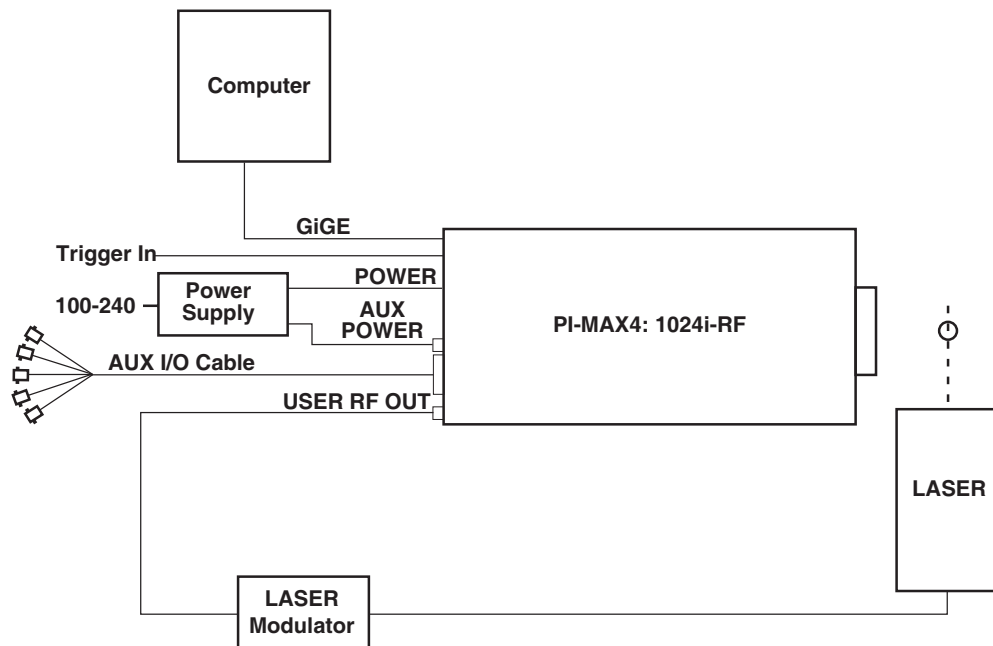 Computer
GiGE
Trigger In
POWER
100-240
Power
Supply
AUX
POWER
PI-MAX4: 1024i-RF
AUX I/O Cable
USER RF OUT
LASER
LASER
Modulator